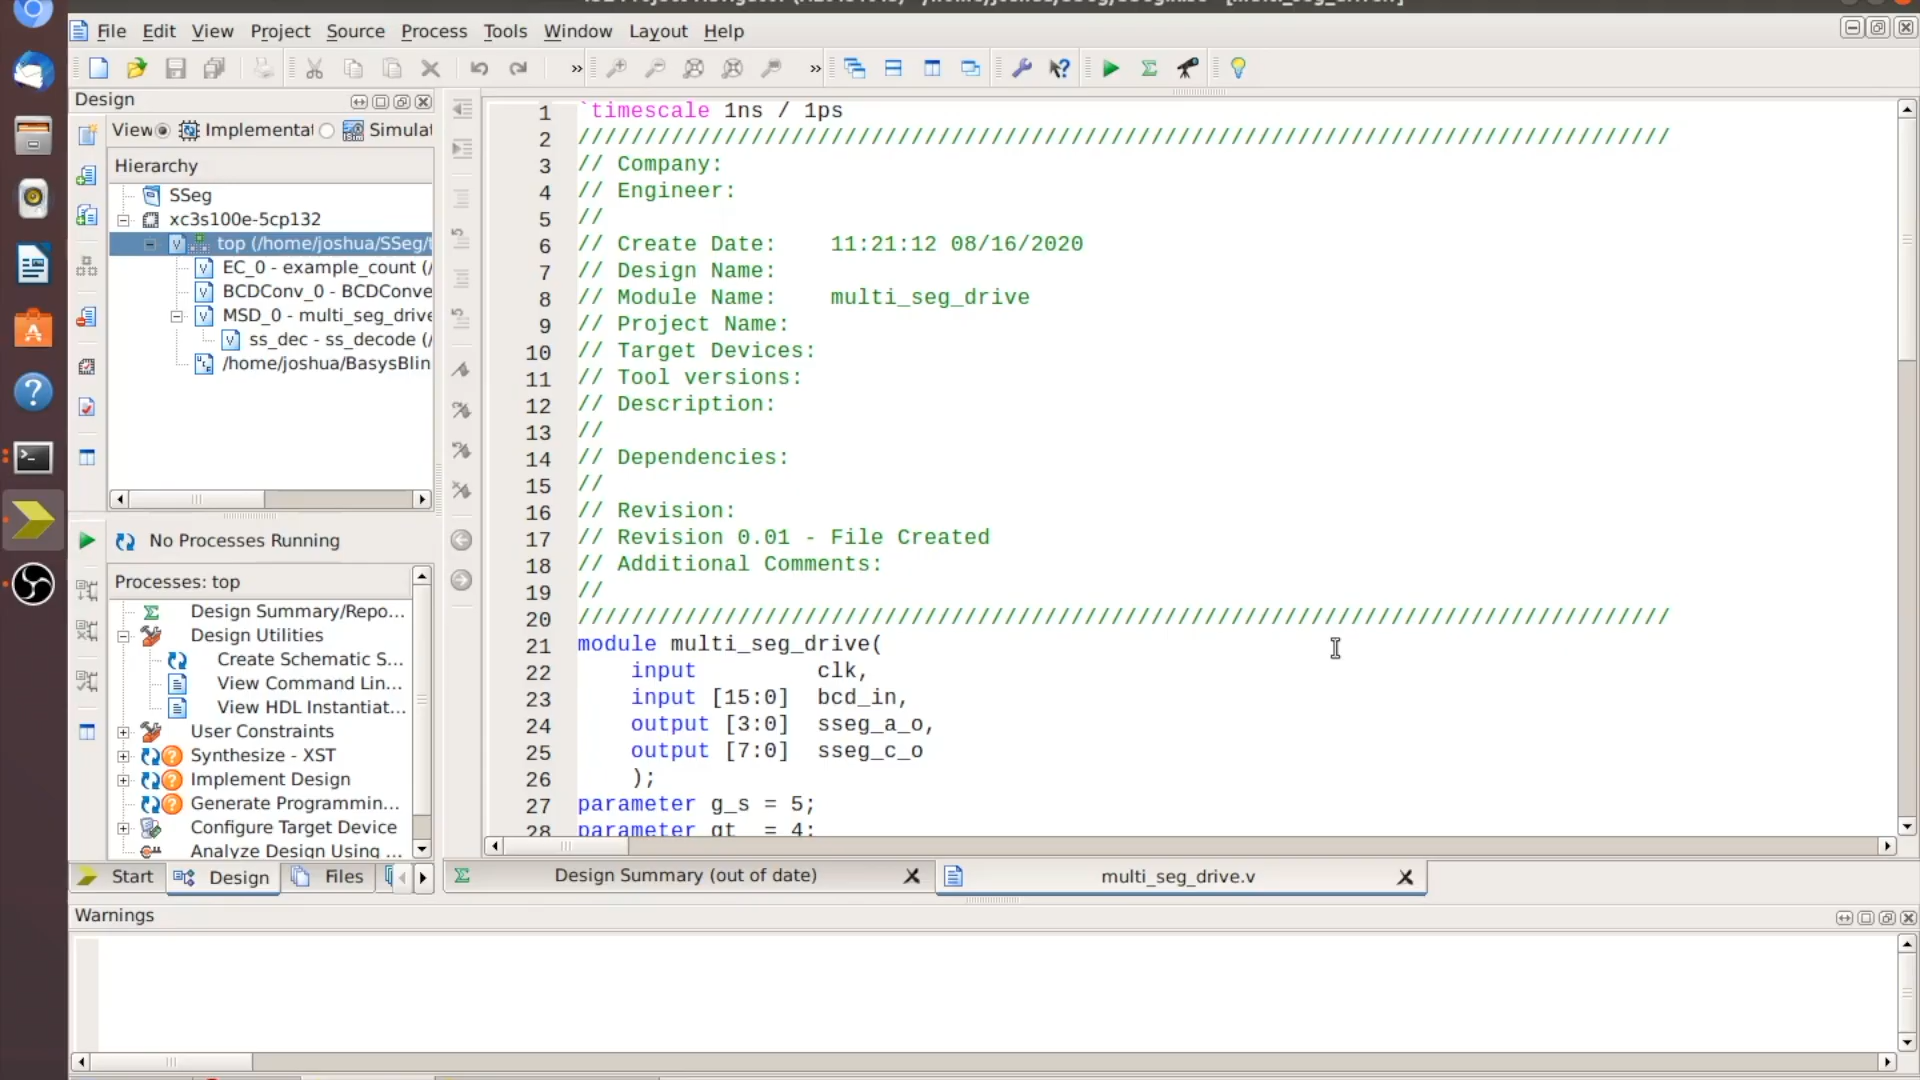 File Edit View Project Source Process Tools Window Layout Help
Design
View Implementat Simulat
Hierarchy
SSeg
xc3s100e-5cp132
top (/home/joshua/SSeg/t
EC_0 - example_count (/
BCDConv_0 - BCDConve
MSD_0 - multi_seg_drive
ss_dec - ss_decode (/
/home/joshua/BasysBlin
No Processes Running
Processes: top
Design Summary/Repo...
Design Utilities
Create Schematic S...
View Command Lin...
View HDL Instantiat...
User Constraints
Synthesize - XST
Implement Design
Generate Programmin...
Configure Target Device
Analyze Design Using ...
Start Design Files
1 `timescale 1ns / 1ps
2 //////////////////////////////////////////////////////////////////////////////////
3 // Company:
4 // Engineer:
5 //
6 // Create Date:    11:21:12 08/16/2020
7 // Design Name:
8 // Module Name:    multi_seg_drive
9 // Project Name:
10 // Target Devices:
11 // Tool versions:
12 // Description:
13 //
14 // Dependencies:
15 //
16 // Revision:
17 // Revision 0.01 - File Created
18 // Additional Comments:
19 //
20 //////////////////////////////////////////////////////////////////////////////////
21 module multi_seg_drive(
22     input         clk,
23     input [15:0]  bcd_in,
24     output [3:0]  sseg_a_o,
25     output [7:0]  sseg_c_o
26     );
27 parameter g_s = 5;
28 parameter gt  = 4;
Design Summary (out of date) multi_seg_drive.v
Warnings